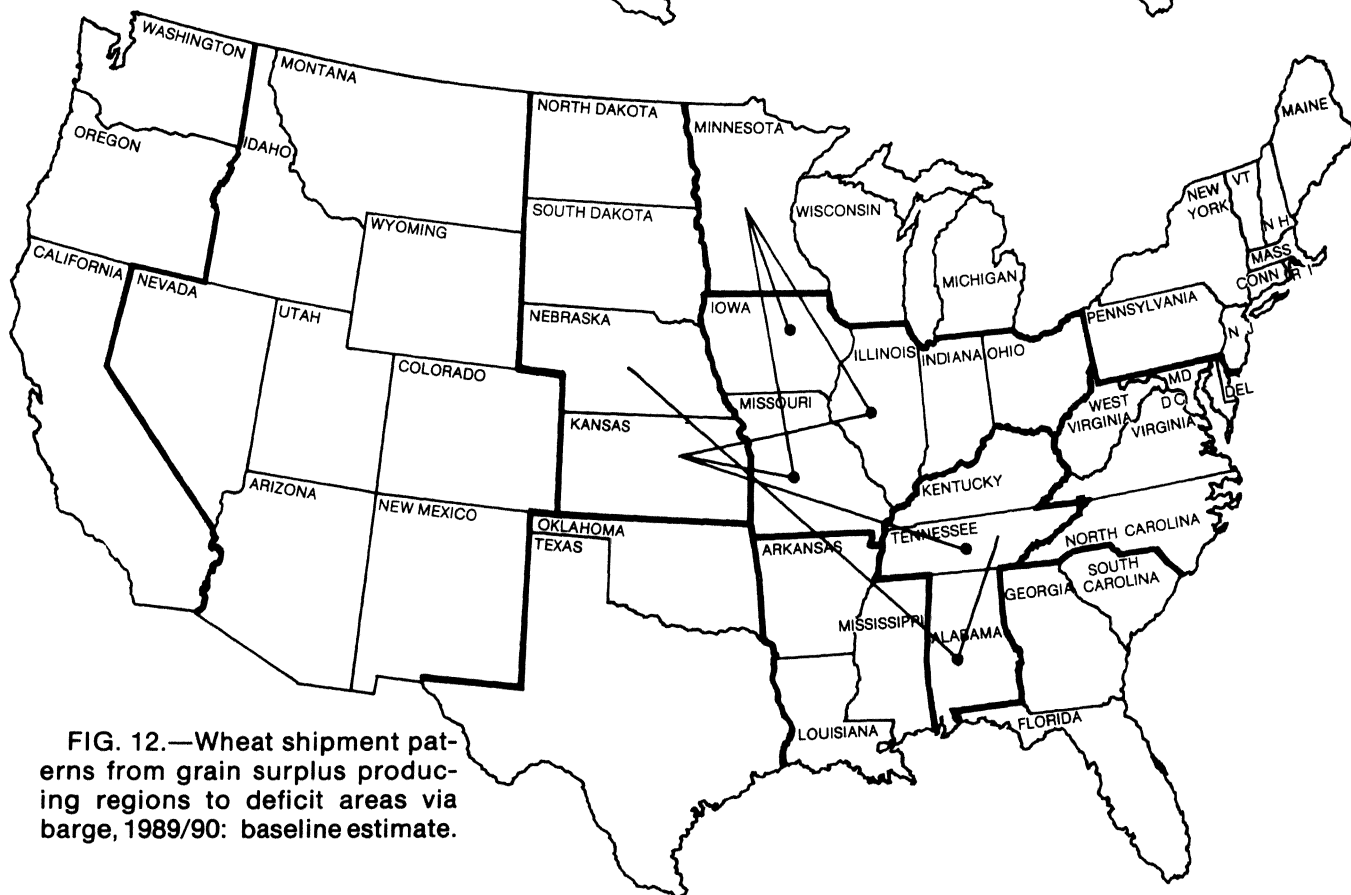 WASHINGTON
MONTANA
NORTH DAKOTA
MINNESOTA
MAINE
OREGON
IDAHO
VT
NEW
YORK
N H
WISCONSIN
SOUTH DAKOTA
WYOMING
MASS
CONN
R I
CALIFORNIA
NEVADA
MICHIGAN
PENNSYLVANIA
IOWA
UTAH
NEBRASKA
N
ILLINOIS
INDIANA
OHIO
COLORADO
MD
DEL
WEST
VIRGINIA
D C
VIRGINIA
MISSOURI
KANSAS
KENTUCKY
ARIZONA
NEW MEXICO
OKLAHOMA
TEXAS
ARKANSAS
TENNESSEE
NORTH CAROLINA
SOUTH
CAROLINA
GEORGIA
MISSISSIPPI
ALABAMA
LOUISIANA
FLORIDA
FIG. 12.—Wheat shipment pat-
terns from grain surplus produc-
ing regions to deficit areas via
barge, 1989/90: baseline estimate.